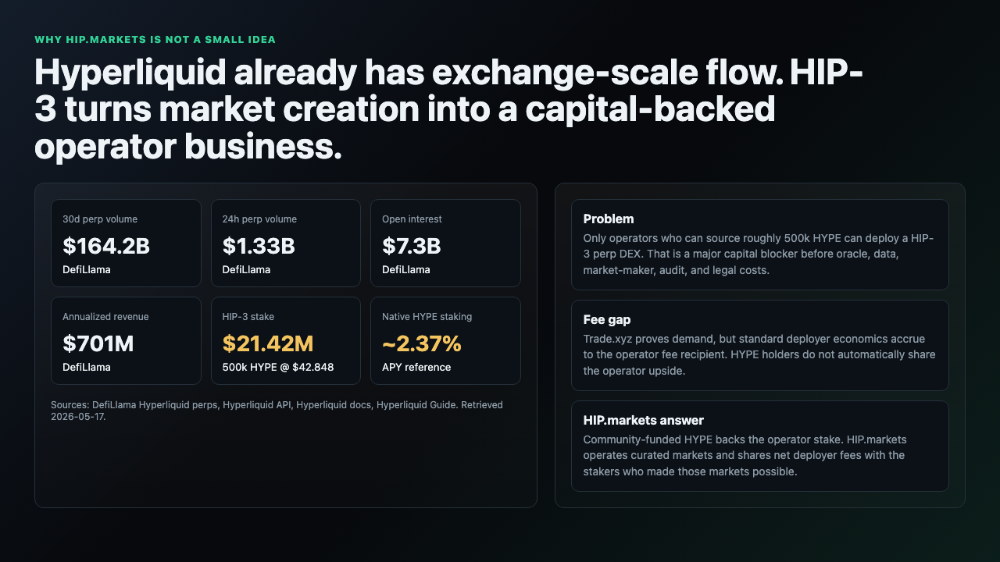 WHY HIP.MARKETS IS NOT A SMALL IDEA
Hyperliquid already has exchange-scale flow. HIP-
3 turns market creation into a capital-backed
operator business.
30d perp volume
$164.2B
DefiLlama
24h perp volume
$1.33B
DefiLlama
Open interest
$7.3B
DefiLlama
Annualized revenue
$701M
DefiLlama
HIP-3 stake
$21.42M
500k HYPE @ $42.848
Native HYPE staking
~2.37%
APY reference
Sources: DefiLlama Hyperliquid perps, Hyperliquid API, Hyperliquid docs, Hyperliquid Guide. Retrieved
2026-05-17.
Problem
Only operators who can source roughly 500k HYPE can deploy a HIP-
3 perp DEX. That is a major capital blocker before oracle, data,
market-maker, audit, and legal costs.
Fee gap
Trade.xyz proves demand, but standard deployer economics accrue
to the operator fee recipient. HYPE holders do not automatically share
the operator upside.
HIP.markets answer
Community-funded HYPE backs the operator stake. HIP.markets
operates curated markets and shares net deployer fees with the
stakers who made those markets possible.